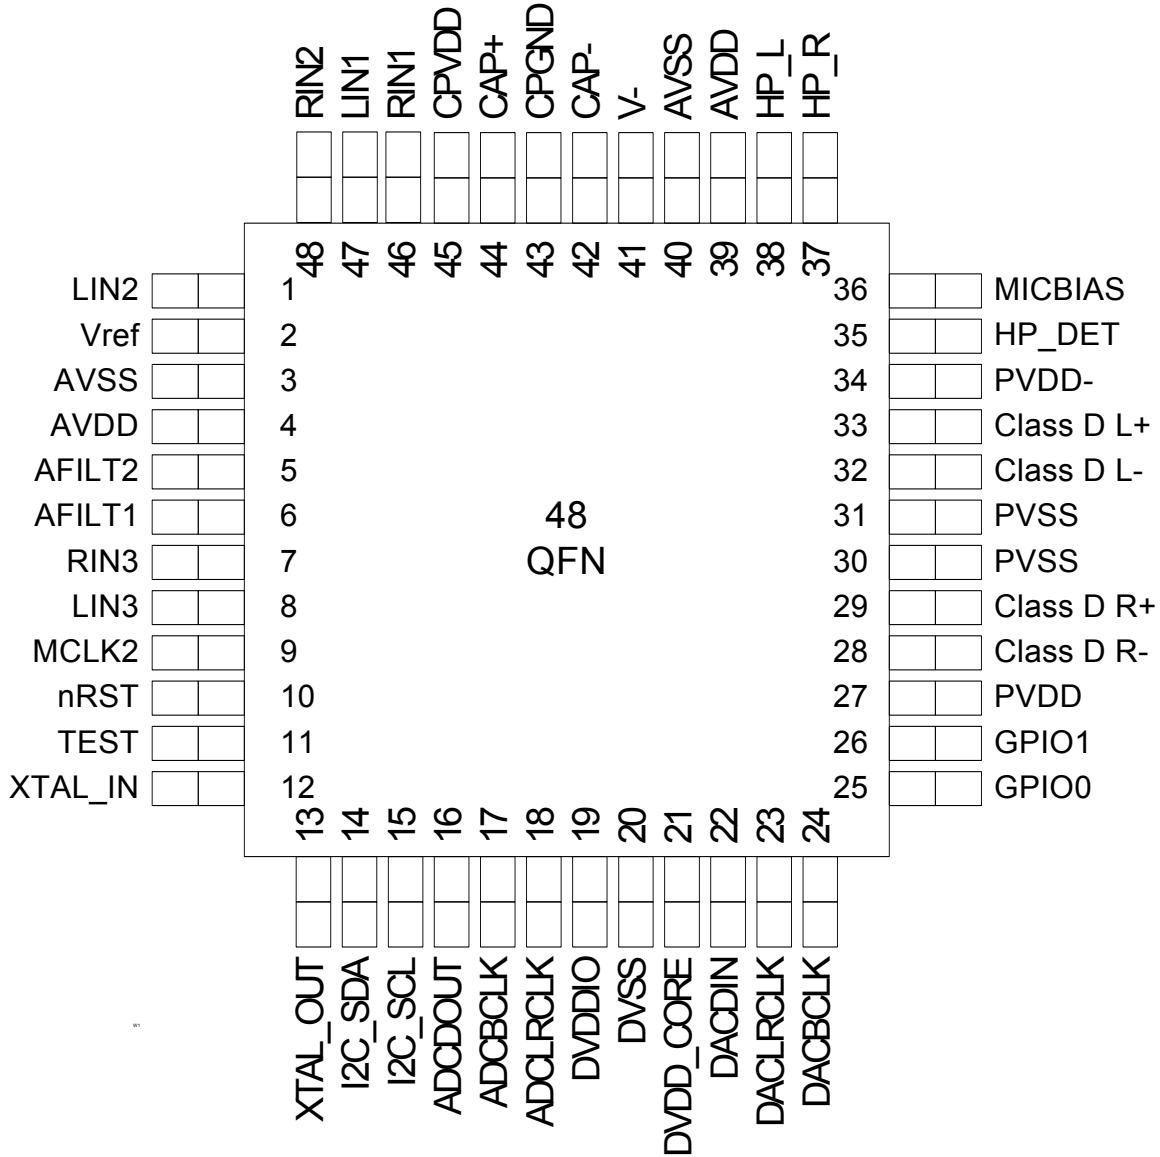 RIN2
LIN1
RIN1
CPVDD
CAP+
CPGND
CAP-
V-
AVSS
AVDD
HP_L
HP_R
48
47
46
45
44
43
42
41
40
39
38
37
LIN2 1
Vref 2
AVSS 3
AVDD 4
AFILT2 5
AFILT1 6
RIN3 7
LIN3 8
MCLK2 9
nRST 10
TEST 11
XTAL_IN 12
48
QFN
36 MICBIAS
35 HP_DET
34 PVDD-
33 Class D L+
32 Class D L-
31 PVSS
30 PVSS
29 Class D R+
28 Class D R-
27 PVDD
26 GPIO1
25 GPIO0
13
14
15
16
17
18
19
20
21
22
23
24
XTAL_OUT
I2C_SDA
I2C_SCL
ADCDOUT
ADCBCLK
ADCLRCLK
DVDDIO
DVSS
DVDD_CORE
DACDIN
DACLRCLK
DACBCLK